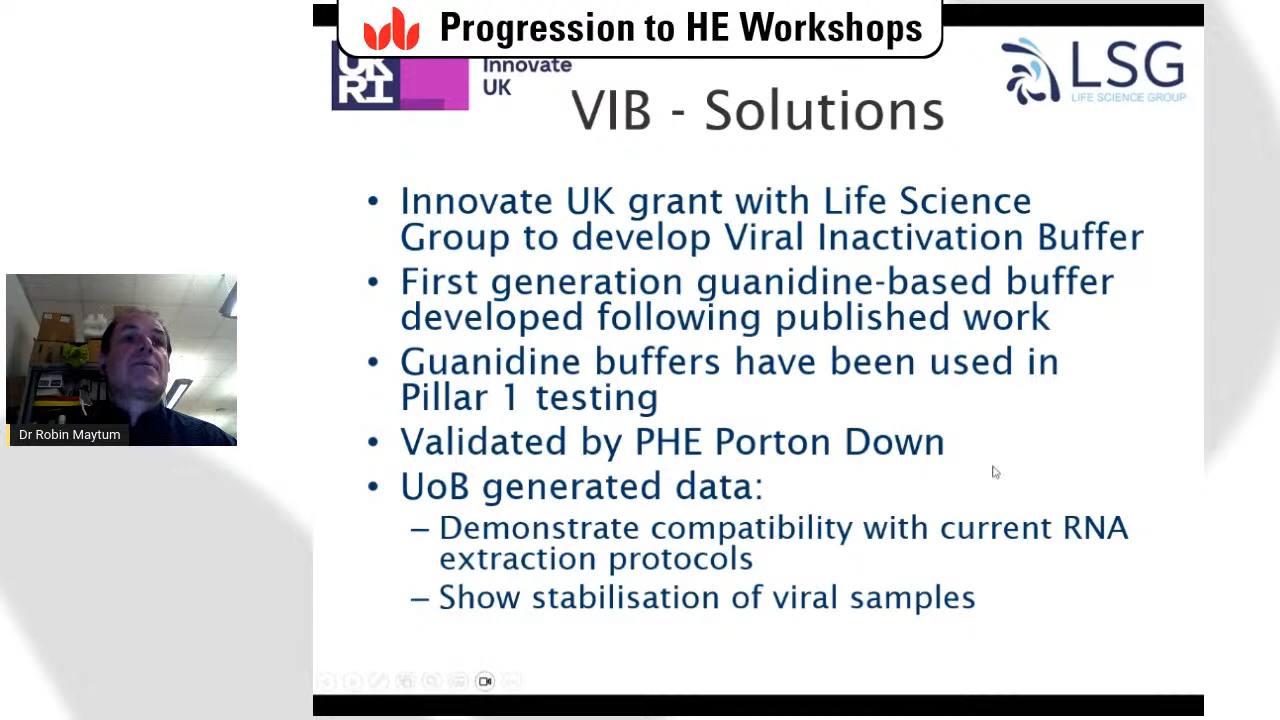 Progression to HE Workshops
UK
RI
Innovate
UK
LSG
LIFE SCIENCE GROUP
VIB - Solutions
• Innovate UK grant with Life Science
Group to develop Viral Inactivation Buffer
• First generation guanidine-based buffer
developed following published work
• Guanidine buffers have been used in
Pillar 1 testing
• Validated by PHE Porton Down
• UoB generated data:
– Demonstrate compatibility with current RNA
extraction protocols
– Show stabilisation of viral samples
Dr Robin Maytum